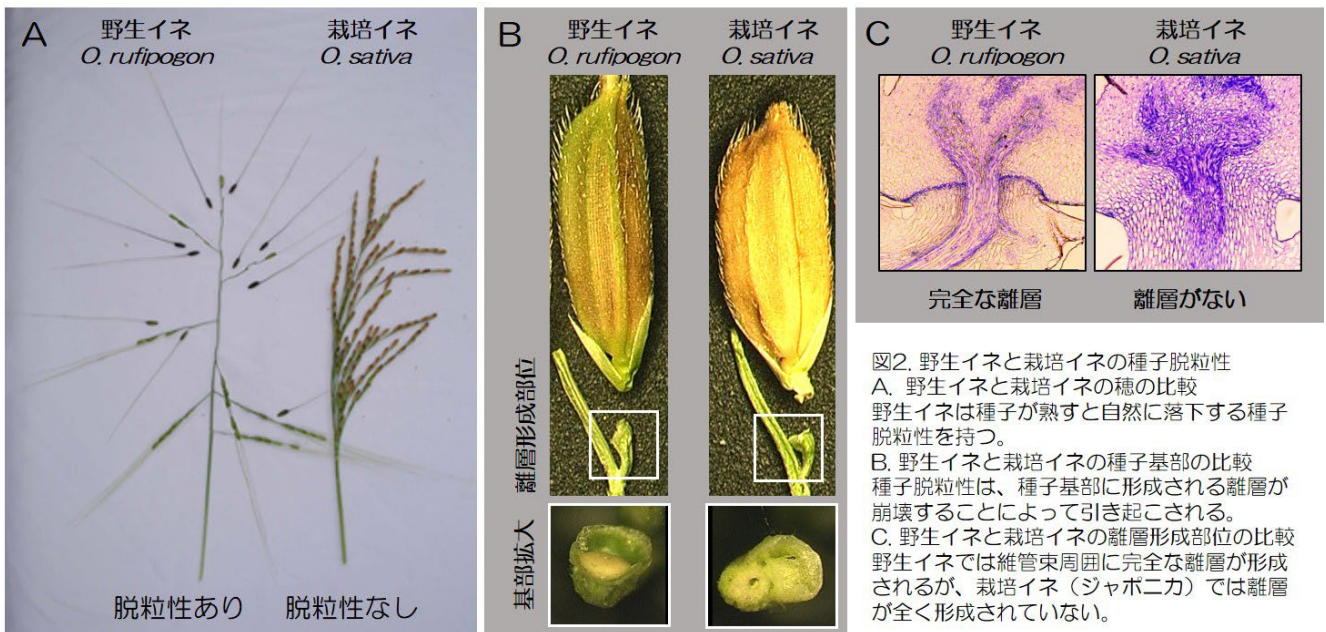 A
野生イネ
O. rufipogon
栽培イネ
O. sativa
脱粒性あり
脱粒性なし
B
野生イネ
O. rufipogon
栽培イネ
O. sativa
離層形成部位
基部拡大
C
野生イネ
O. rufipogon
栽培イネ
O. sativa
完全な離層
離層がない
図2. 野生イネと栽培イネの種子脱粒性
A. 野生イネと栽培イネの穂の比較
野生イネは種子が熟すと自然に落下する種子
脱粒性を持つ。
B. 野生イネと栽培イネの種子基部の比較
種子脱粒性は、種子基部に形成される離層が
崩壊することによって引き起こされる。
C. 野生イネと栽培イネの離層形成部位の比較
野生イネでは維管束周囲に完全な離層が形成
されるが、栽培イネ（ジャポニカ）では離層
が全く形成されていない。